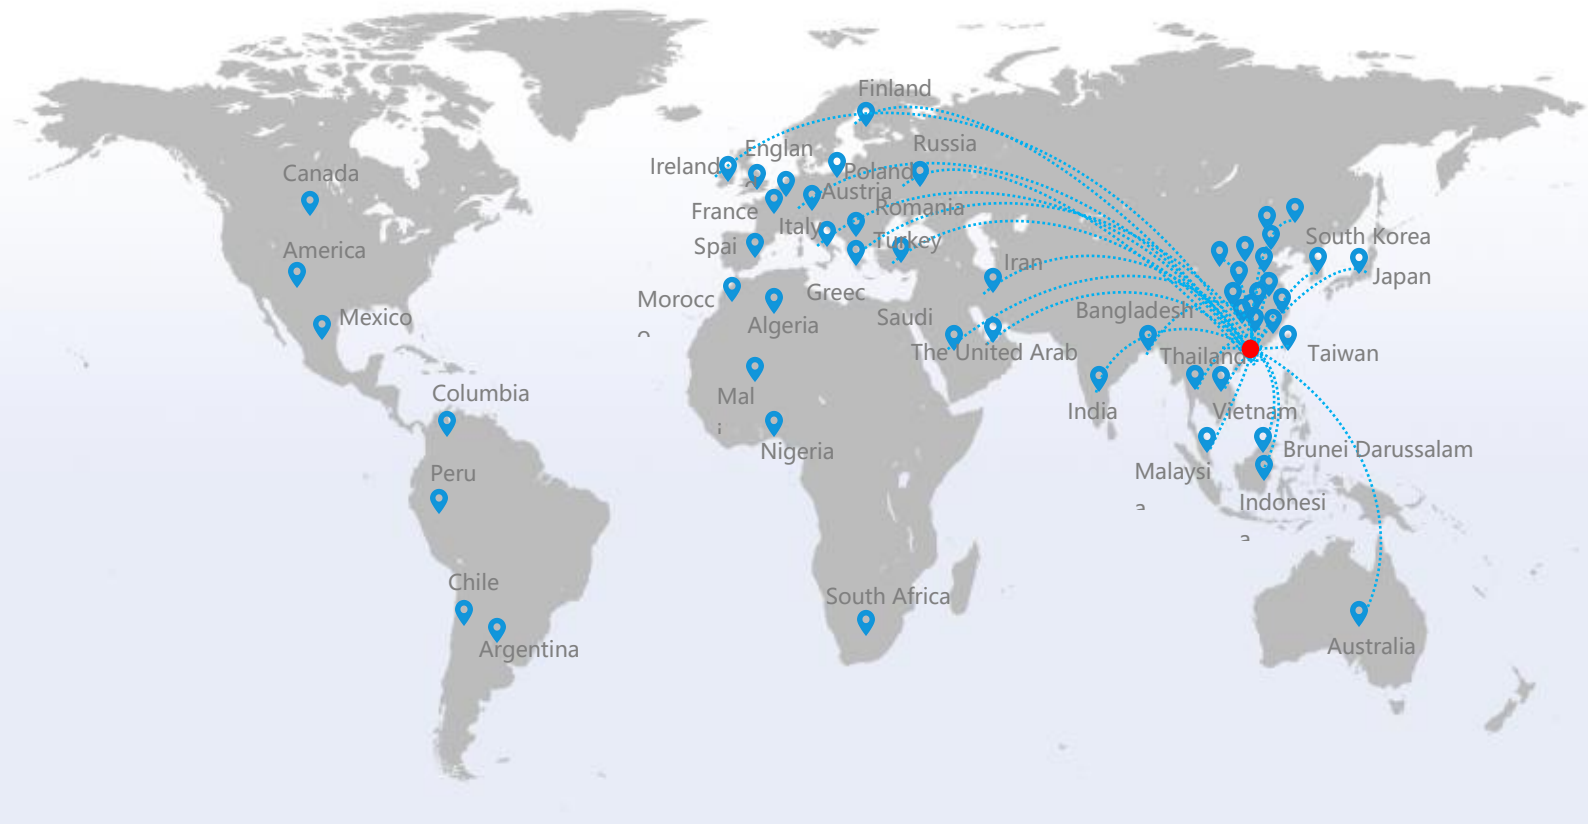 Finland
Russia
Englan
Ireland
Poland
Austria
Canada
France
Romania
Italy
Turkey
Spai
South Korea
America
Iran
Japan
Greec
Morocc
o
Algeria
Saudi
Bangladesh
Mexico
The United Arab
Thailand
Taiwan
Mal
i
Columbia
India
Vietnam
Nigeria
Brunei Darussalam
Peru
Malaysi
a
Indonesi
a
Chile
South Africa
Argentina
Australia